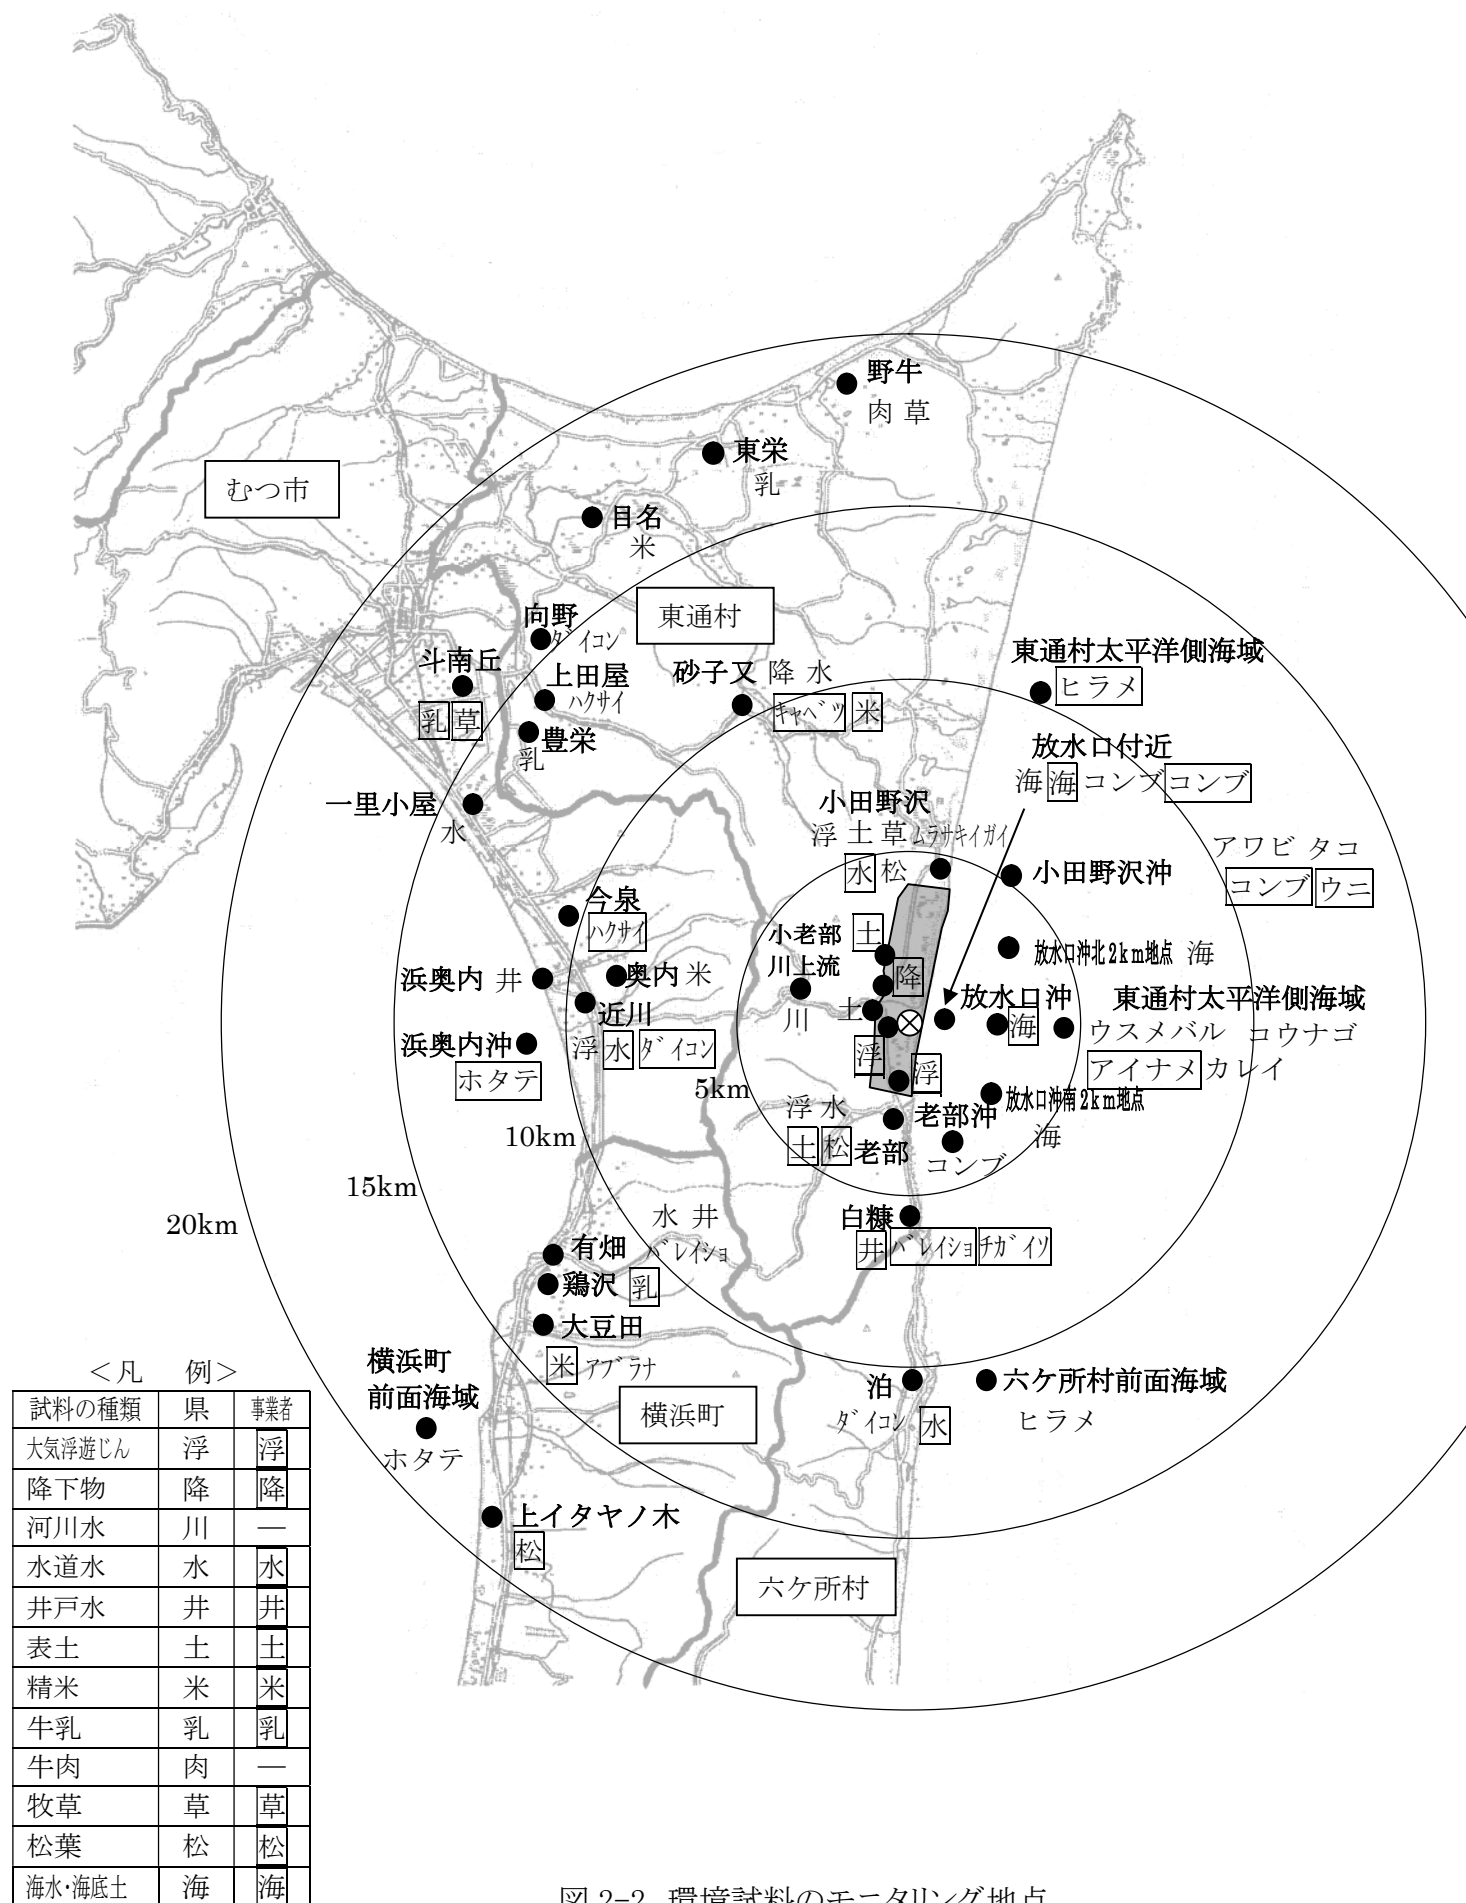 野牛
肉 草
東栄
乳
むつ市
目名
米
東通村
向野
ダイコン
斗南丘
乳 草
上田屋
ハクサイ
砂子又 降 水
キャベツ 米
豊栄
乳
東通村太平洋側海域
ヒラメ
放水口付近
海 海 コンブ コンブ
一里小屋
水
小田野沢
浮 土 草 ムラサキイガイ
水 松
小田野沢沖
アワビ タコ
コンブ ウニ
今泉
ハクサイ
小老部
川上流
川
土
降
土
浮
浮
放水口沖北2km地点 海
浜奥内 井
奥内 米
近川
浮 水 ダイコン
放水口沖
海
東通村太平洋側海域
ウスメバル コウナゴ
アイナメ カレイ
浜奥内沖
ホタテ
放水口沖南2km地点
海
5km
10km
15km
20km
浮 水
土 松 老部
老部沖
コンブ
白糠
井 バレイショ チガイソ
水 井
有畑 バレイショ
鶏沢 乳
大豆田
米 アブラナ
横浜町
前面海域
ホタテ
横浜町
泊
ダイコン 水
六ケ所村前面海域
ヒラメ
上イタヤノ木
松
六ケ所村
＜凡 例＞
試料の種類 県 事業者
大気浮遊じん 浮 浮
降下物 降 降
河川水 川 ―
水道水 水 水
井戸水 井 井
表土 土 土
精米 米 米
牛乳 乳 乳
牛肉 肉 ―
牧草 草 草
松葉 松 松
海水・海底土 海 海
図 2-2 環境試料のモニタリング地点